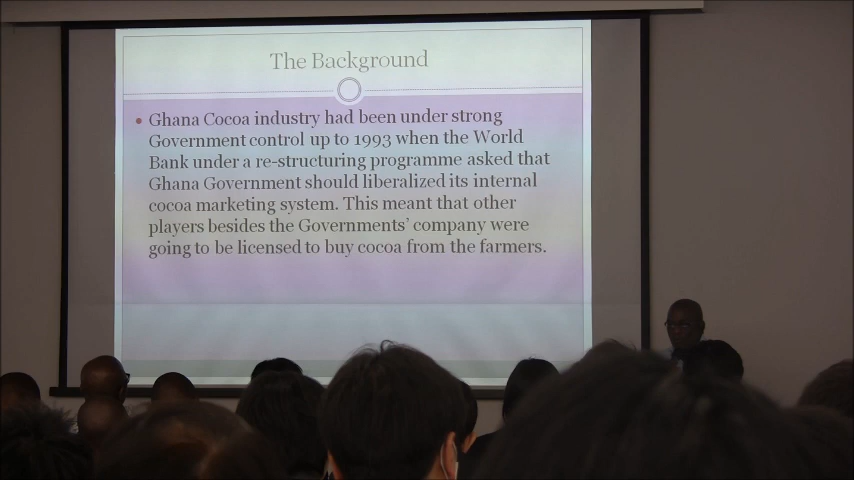 The Background
• Ghana Cocoa industry had been under strong
Government control up to 1993 when the World
Bank under a re-structuring programme asked that
Ghana Government should liberalized its internal
cocoa marketing system. This meant that other
players besides the Governments' company were
going to be licensed to buy cocoa from the farmers.